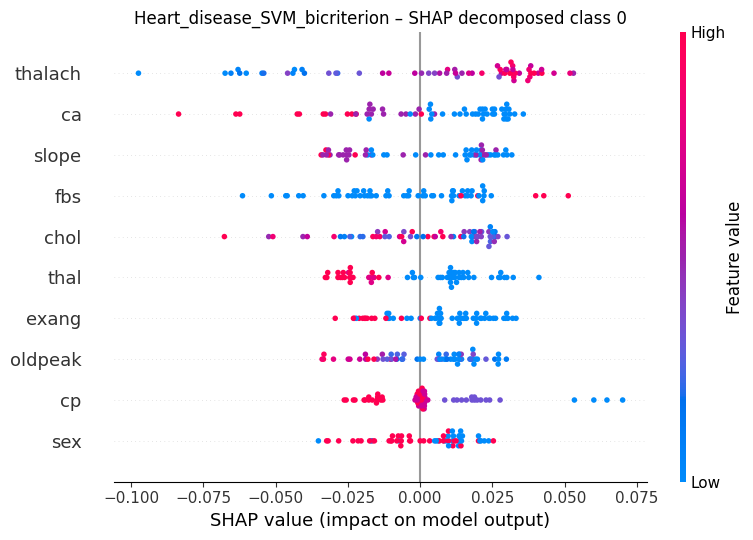 Heart_disease_SVM_bicriterion – SHAP decomposed class 0
High
thalach
ca
slope
fbs
chol
thal
exang
oldpeak
cp
sex
Feature value
Low
−0.100 −0.075 −0.050 −0.025 0.000 0.025 0.050 0.075
SHAP value (impact on model output)